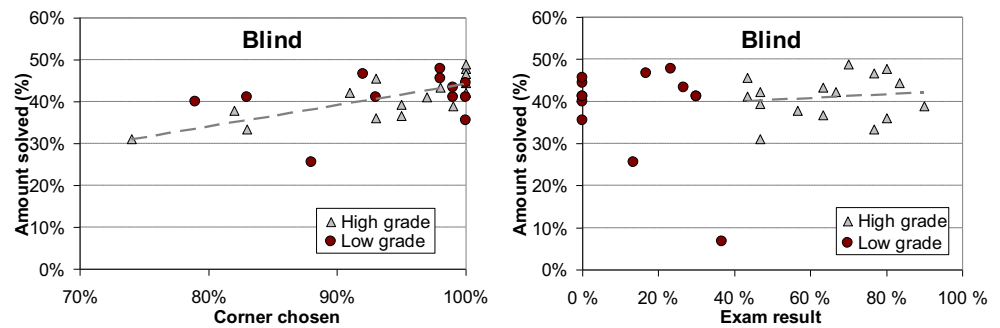 Blind
Amount solved (%)
60%
50%
40%
30%
20%
10%
0%
High grade
Low grade
70%
80%
90%
100%
Corner chosen
Blind
Amount solved (%)
60%
50%
40%
30%
20%
10%
0%
High grade
Low grade
0 %
20 %
40 %
60 %
80 %
100 %
Exam result